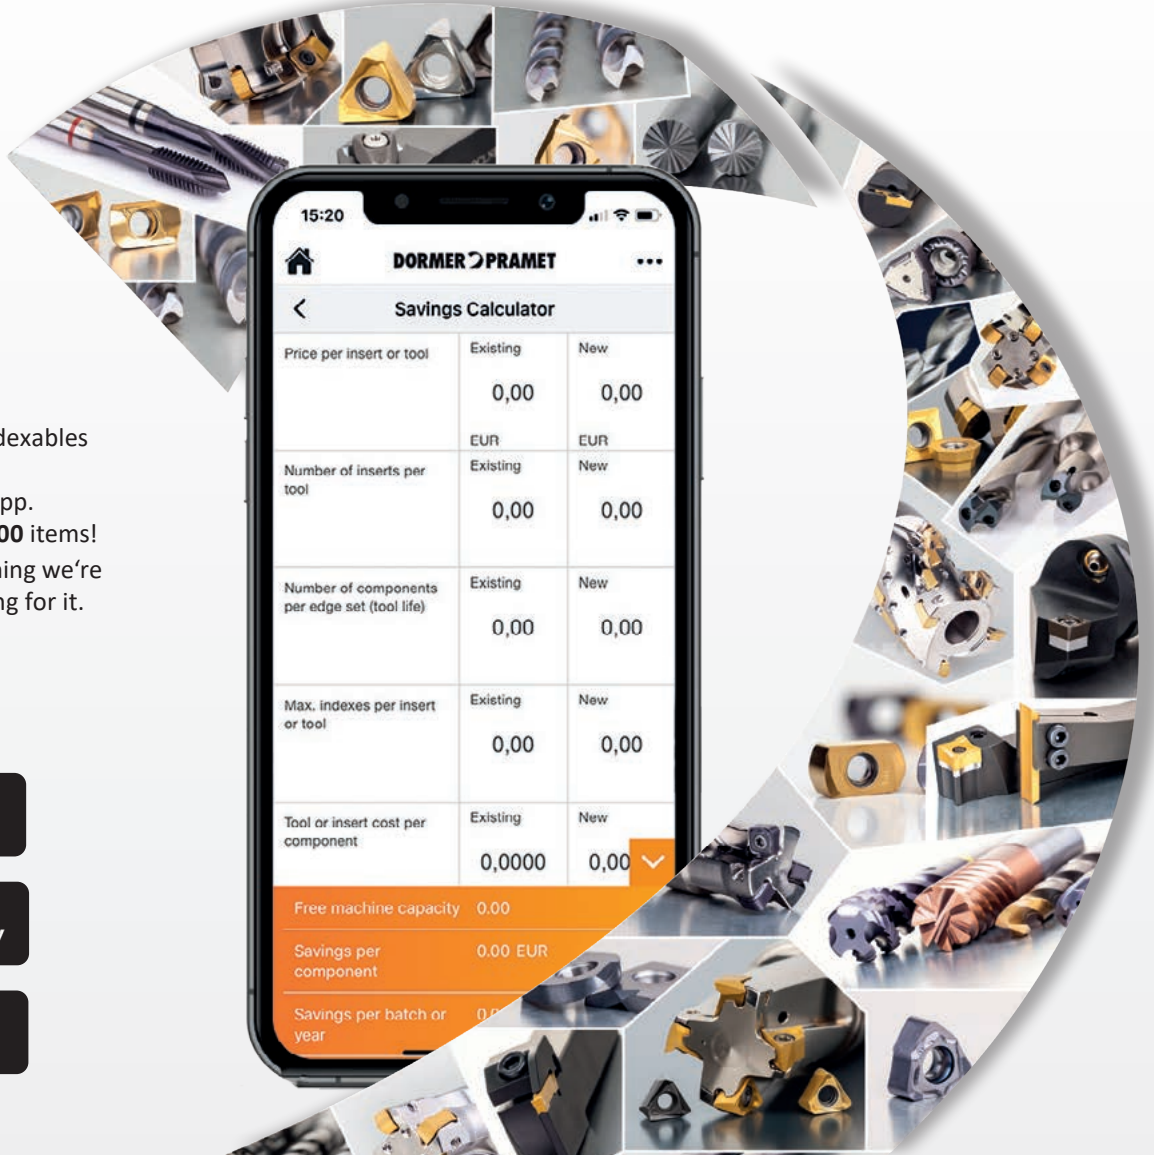 15:20
DORMER PRAMET
Savings Calculator
Price per insert or tool
Existing
0,00
EUR
New
0,00
EUR
Number of inserts per
tool
Existing
0,00
New
0,00
Number of components
per edge set (tool life)
Existing
0,00
New
0,00
Max. indexes per insert
or tool
Existing
0,00
New
0,00
Tool or insert cost per
component
Existing
0,0000
New
0,00
Free machine capacity 0.00
Savings per
component
0.00 EUR
Savings per batch or
year
dexables
pp.
00 items!
ning we‘re
ng for it.